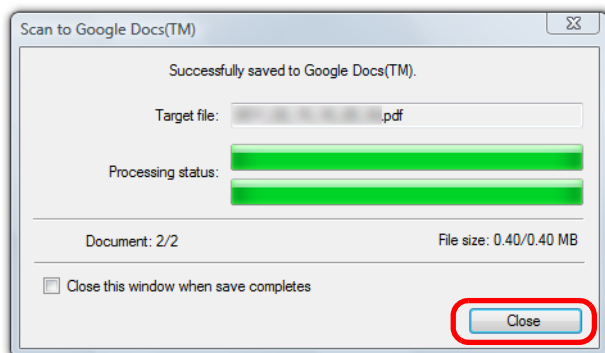 Scan to Google Docs(TM)
Successfully saved to Google Docs(TM).
Target file: .pdf
Processing status:
Document: 2/2 File size: 0.40/0.40 MB
Close this window when save completes
Close